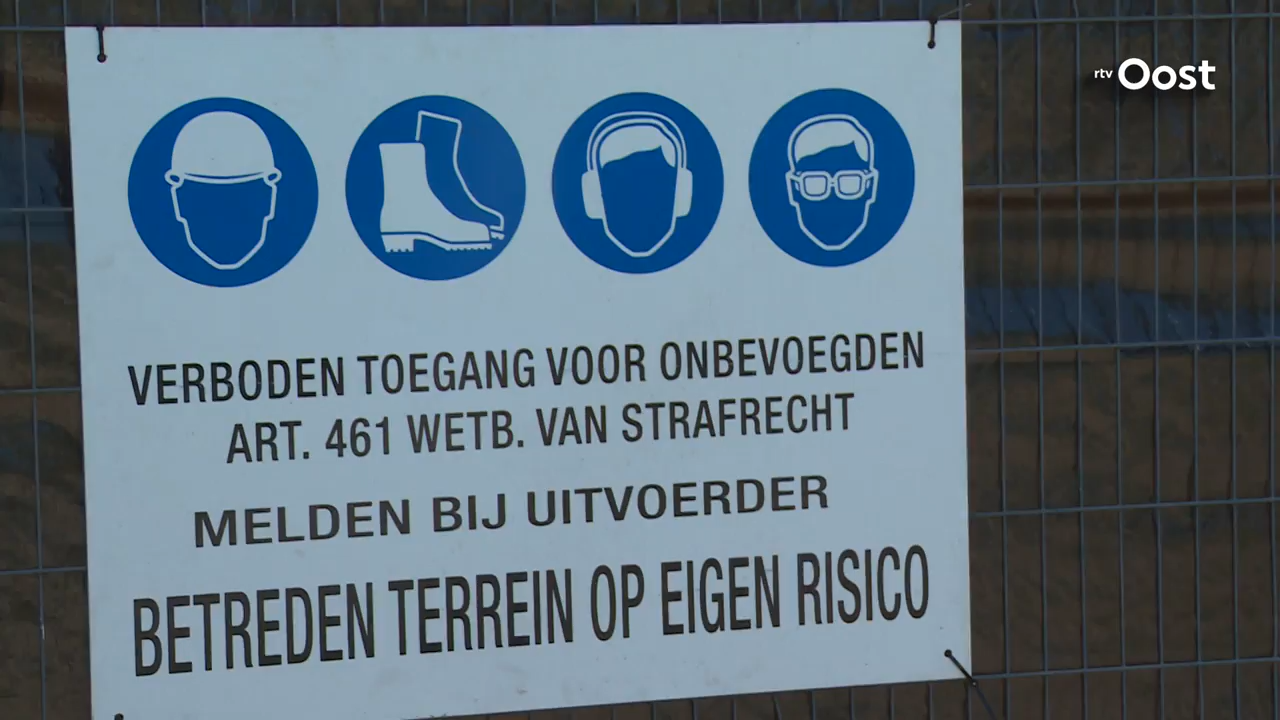 rtv Oost
VERBODEN TOEGANG VOOR ONBEVOEGDEN
ART. 461 WETB. VAN STRAFRECHT
MELDEN BIJ UITVOERDER
BETREDEN TERREIN OP EIGEN RISICO